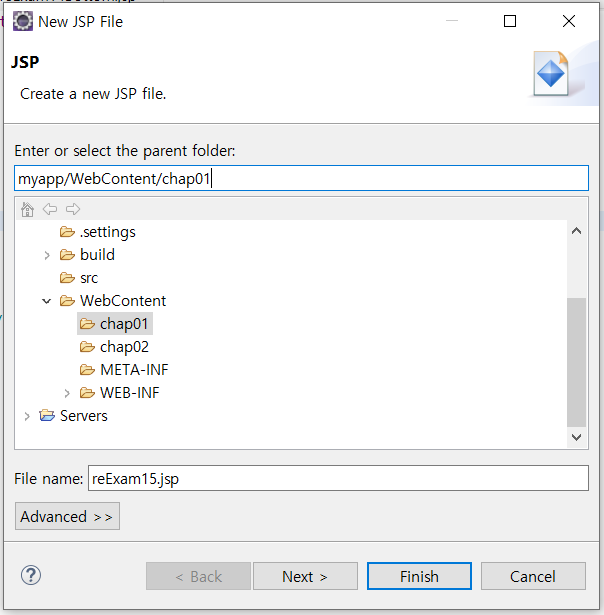 New JSP File
JSP
Create a new JSP file.
Enter or select the parent folder:
myapp/WebContent/chap01
.settings
build
src
WebContent
chap01
chap02
META-INF
WEB-INF
Servers
File name: reExam15.jsp
Advanced >>
< Back Next > Finish Cancel